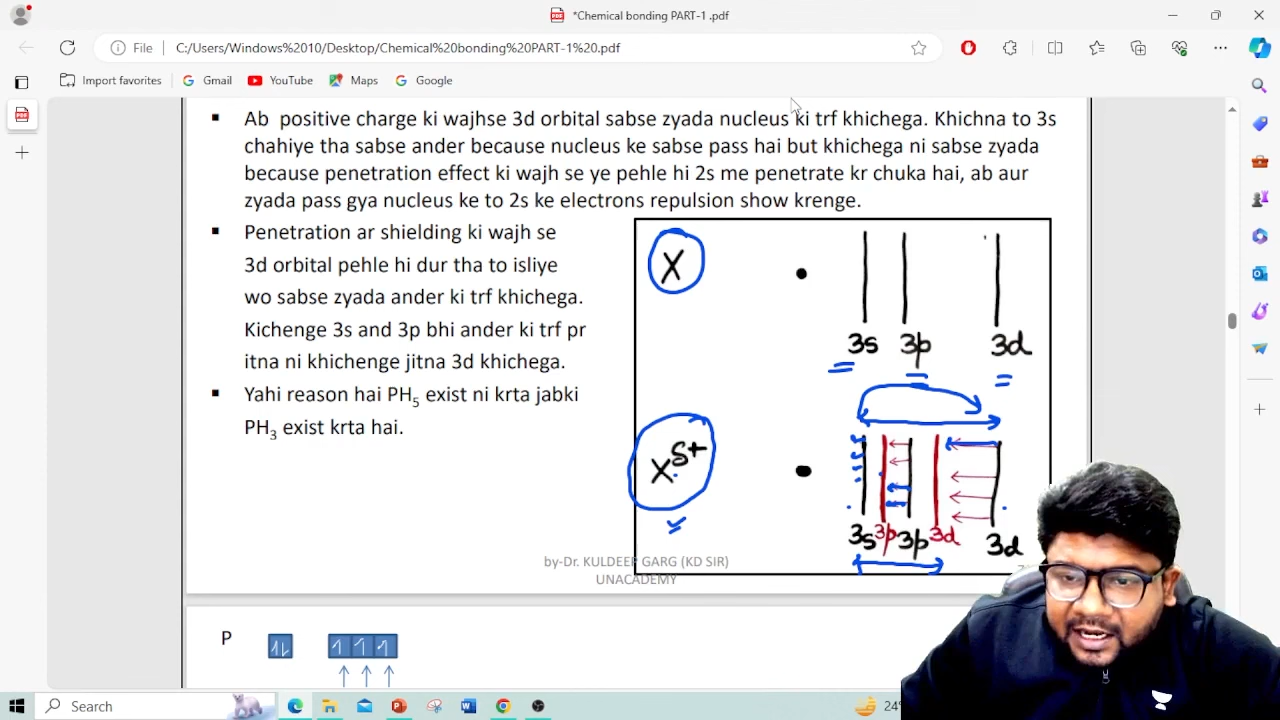 *Chemical bonding PART-1 .pdf
File
C:/Users/Windows%2010/Desktop/Chemical%20bonding%20PART-1%20.pdf
Import favorites
Gmail
YouTube
Maps
Google
Ab positive charge ki wajhse 3d orbital sabse zyada nucleus ki trf khichega. Khichna to 3s
chahiye tha sabse ander because nucleus ke sabse pass hai but khichega ni sabse zyada
because penetration effect ki wajh se ye pehle hi 2s me penetrate kr chuka hai, ab aur
zyada pass gya nucleus ke to 2s ke electrons repulsion show krenge.
Penetration ar shielding ki wajh se
3d orbital pehle hi dur tha to isliye
wo sabse zyada ander ki trf khichega.
Kichenge 3s and 3p bhi ander ki trf pr
itna ni khichenge jitna 3d khichega.
Yahi reason hai PH₅ exist ni krta jabki
PH₃ exist krta hai.
X
3s 3p 3d
Xδ+
3s 3p 3p 3d 3d
by-Dr. KULDEEP GARG (KD SIR)
UNACADEMY
P
Search
24°